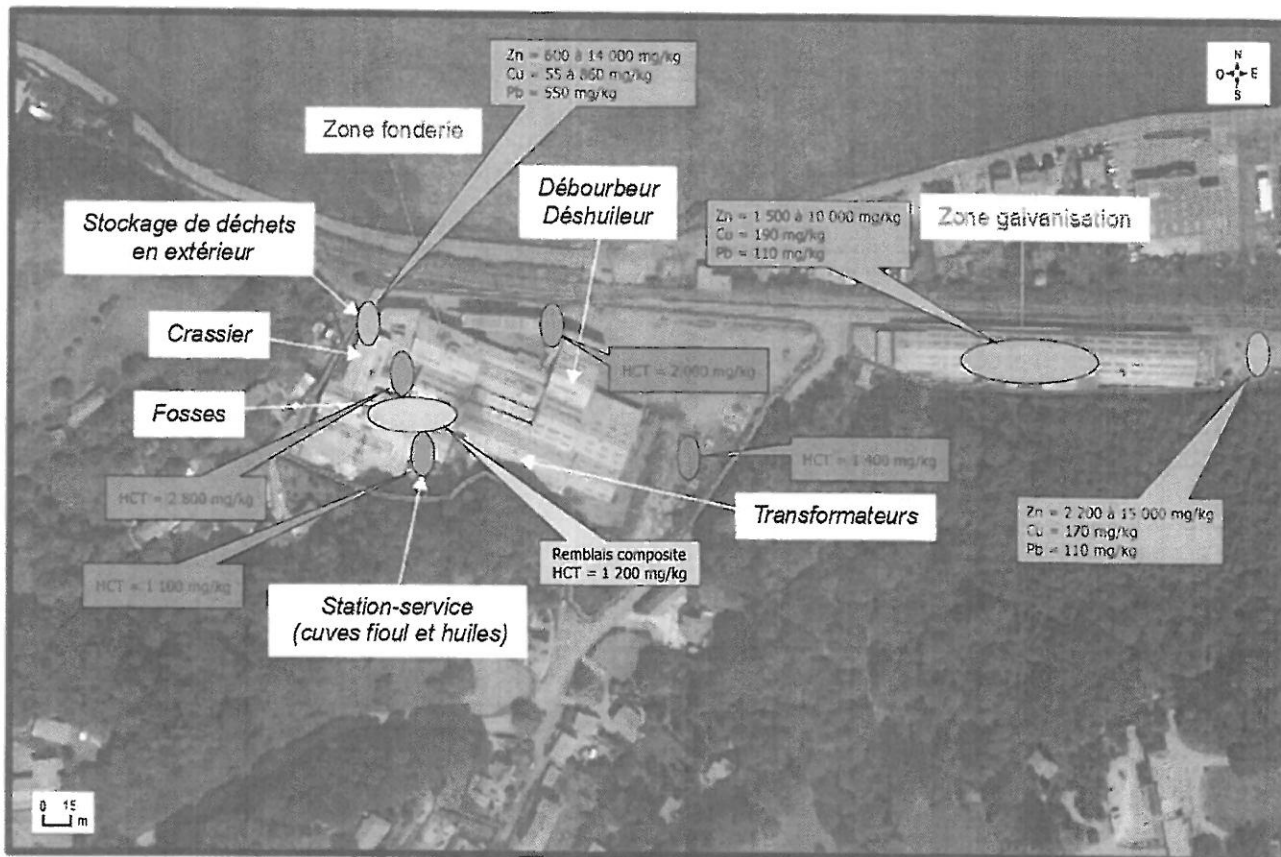 Zn = 600 à 14 000 mg/kg
Cu = 55 à 860 mg/kg
Pb = 550 mg/kg
N
O
E
S
Zone fonderie
Débourbeur
Déshuileur
Stockage de déchets
en extérieur
Zn = 1 500 à 10 000 mg/kg
Cu = 190 mg/kg
Pb = 110 mg/kg
Zone galvanisation
Crassier
HCT = 2 000 mg/kg
Fosses
HCT = 1 400 mg/kg
HCT = 2 800 mg/kg
Transformateurs
Zn = 2 200 à 15 000 mg/kg
Cu = 170 mg/kg
Pb = 110 mg/kg
Remblais composite
HCT = 1 200 mg/kg
HCT = 1 100 mg/kg
Station-service
(cuves fioul et huiles)
0 15
m